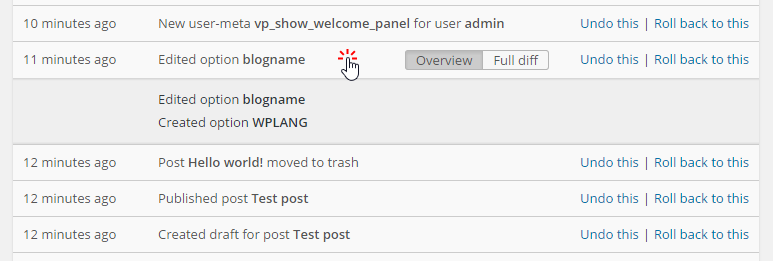 10 minutes ago New user-meta vp_show_welcome_panel for user admin Undo this | Roll back to this
11 minutes ago Edited option blogname Overview Full diff Undo this | Roll back to this
Edited option blogname
Created option WPLANG
12 minutes ago Post Hello world! moved to trash Undo this | Roll back to this
12 minutes ago Published post Test post Undo this | Roll back to this
12 minutes ago Created draft for post Test post Undo this | Roll back to this